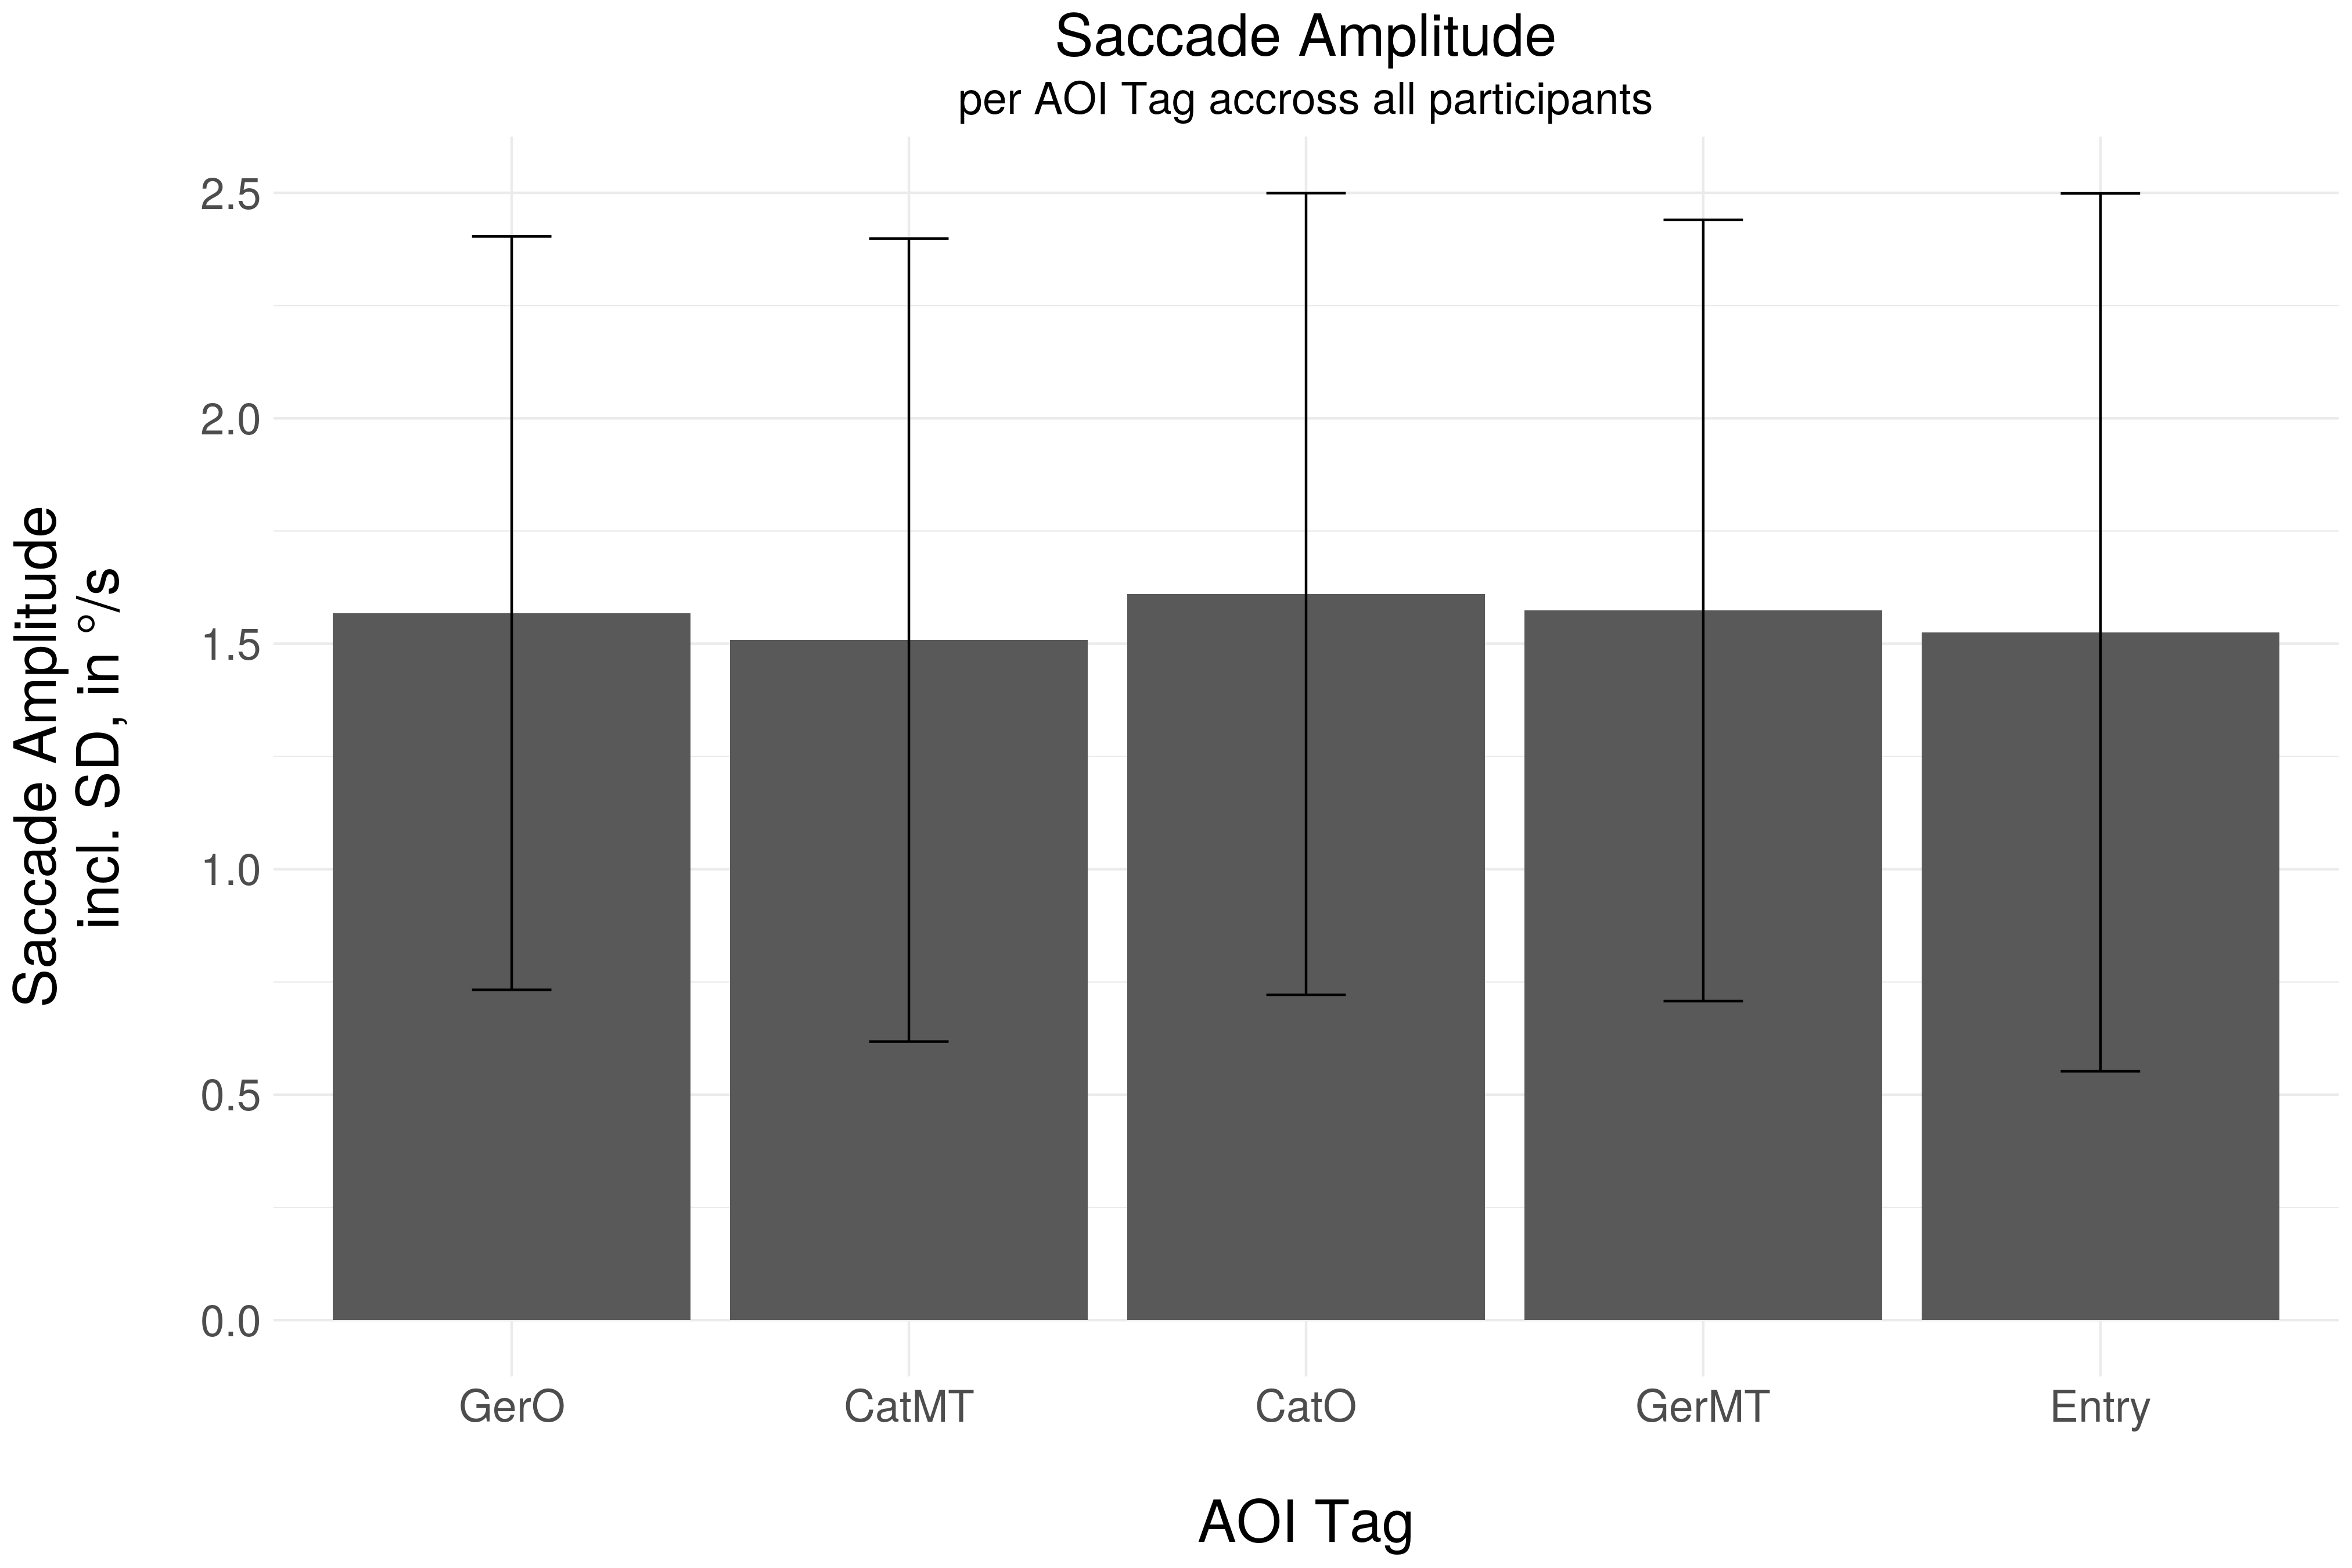 Saccade Amplitude
per AOI Tag accross all participants
Saccade Amplitude
incl. SD, in °/s
2.5
2.0
1.5
1.0
0.5
0.0
GerO
CatMT
CatO
GerMT
Entry
AOI Tag